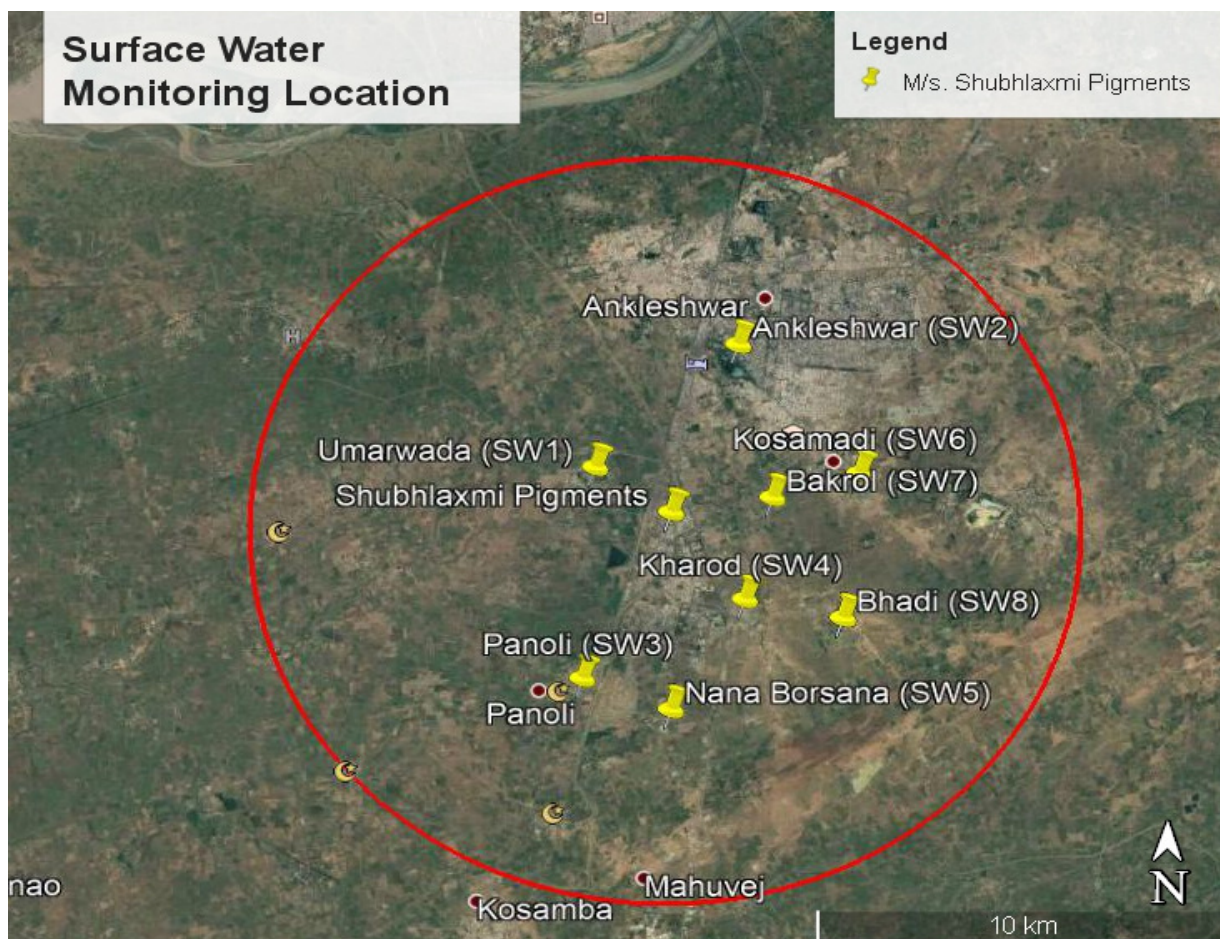 Surface Water
Monitoring Location
Legend
M/s. Shubhlaxmi Pigments
Ankleshwar
Ankleshwar (SW2)
H
Umarwada (SW1)
Kosamadi (SW6)
Bakrol (SW7)
Shubhlaxmi Pigments
Kharod (SW4)
Bhadi (SW8)
Panoli (SW3)
Panoli
Nana Borsana (SW5)
nao
Mahuvej
Kosamba
N
10 km